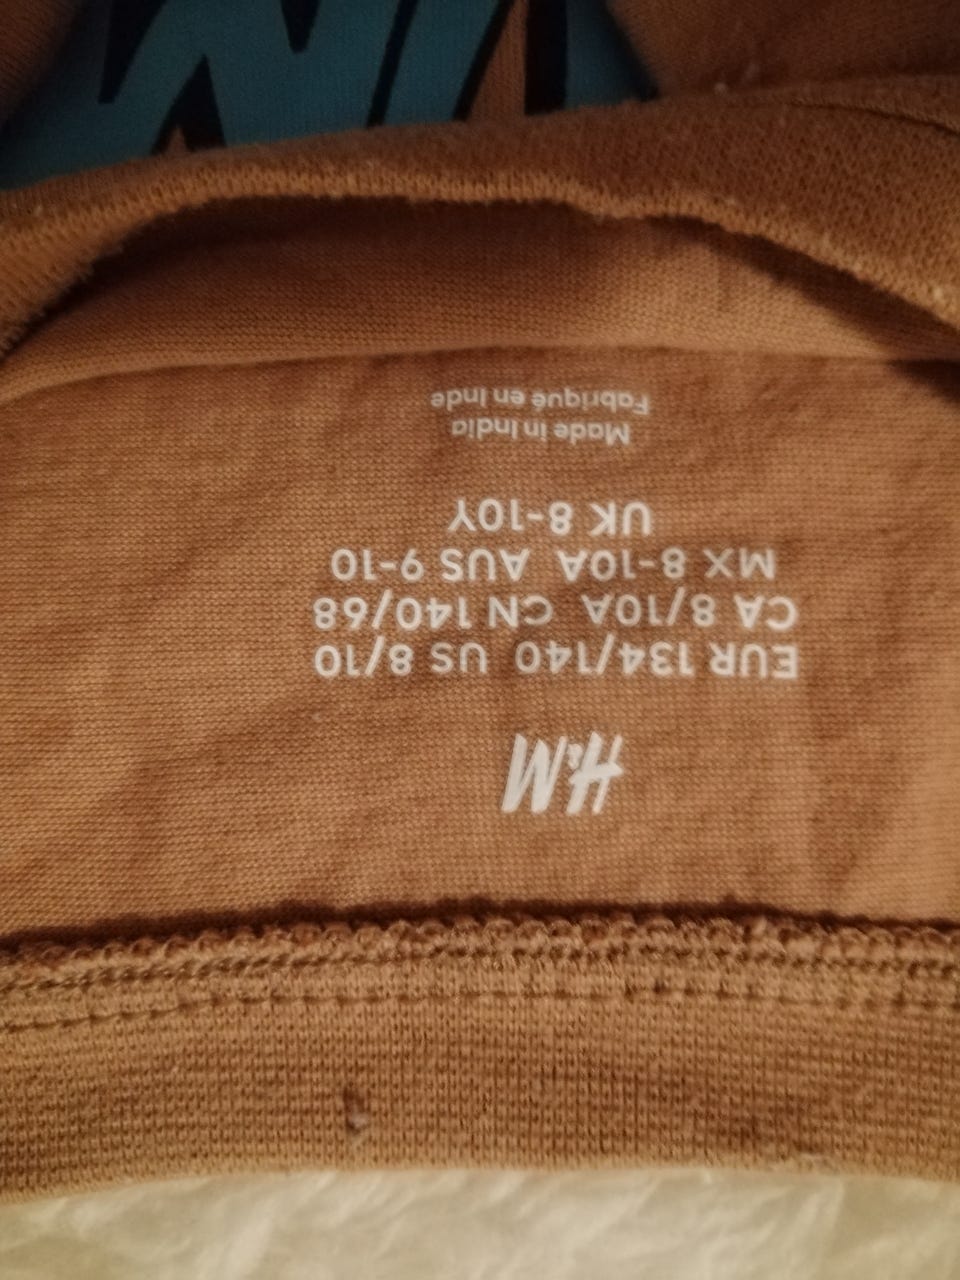 H&M
EUR 134/140 US 8/10
CA 8/10A CN 140/68
MX 8-10A AUS 9-10
UK 8-10Y
Made in India
Fabriqué en Inde